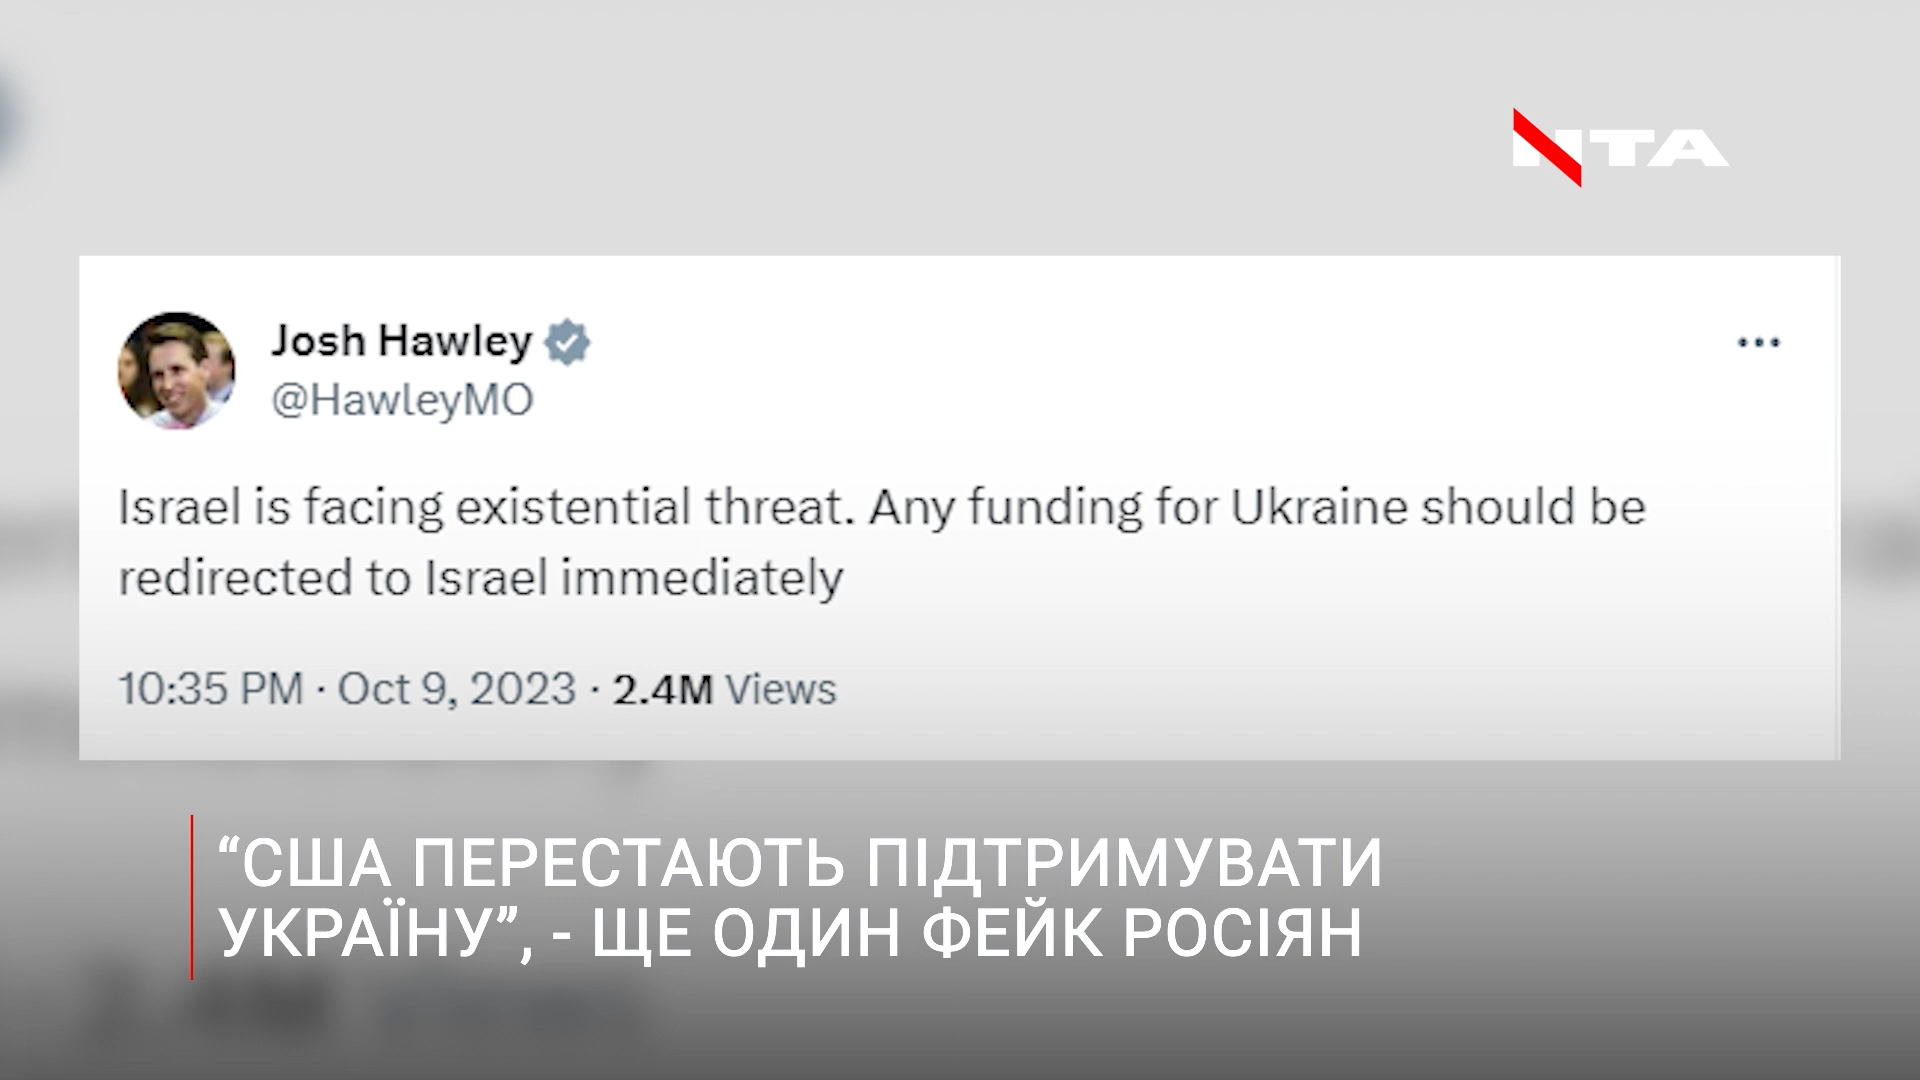 NTA
Josh Hawley
@HawleyMO
Israel is facing existential threat. Any funding for Ukraine should be
redirected to Israel immediately
10:35 PM · Oct 9, 2023 · 2.4M Views
“США ПЕРЕСТАЮТЬ ПІДТРИМУВАТИ
УКРАЇНУ”, - ЩЕ ОДИН ФЕЙК РОСІЯН